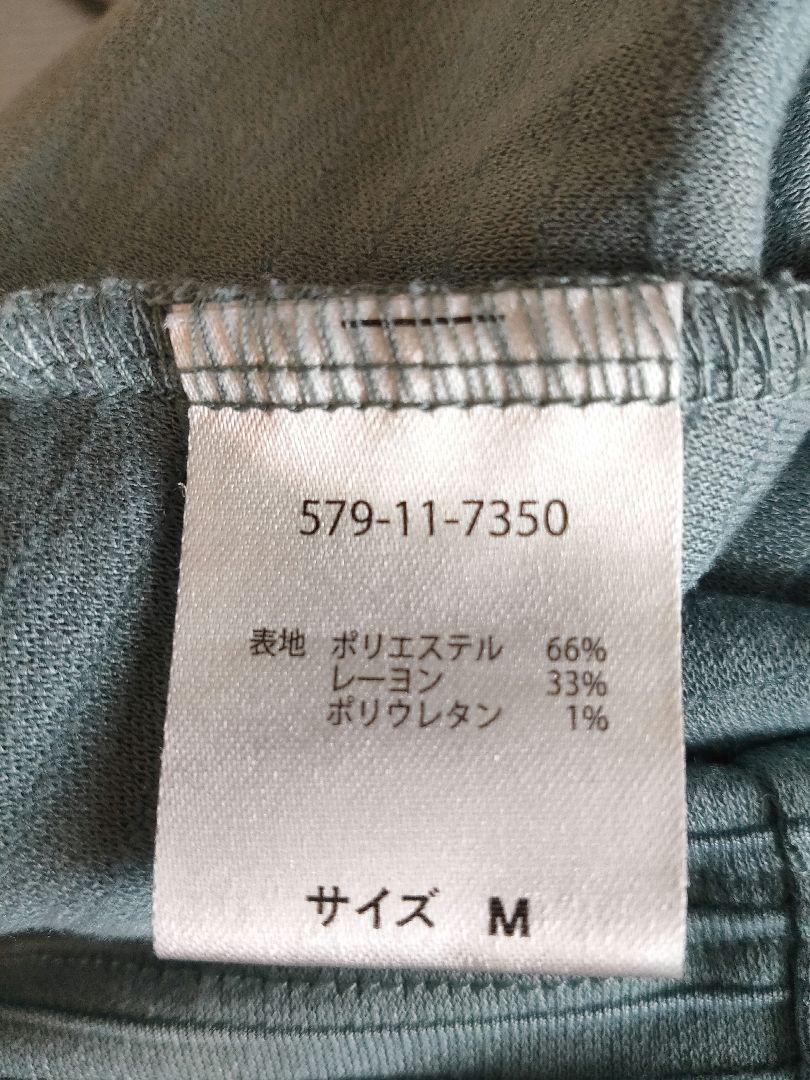 579-11-7350
表地 ポリエステル 66%
レーヨン 33%
ポリウレタン 1%
サイズ M